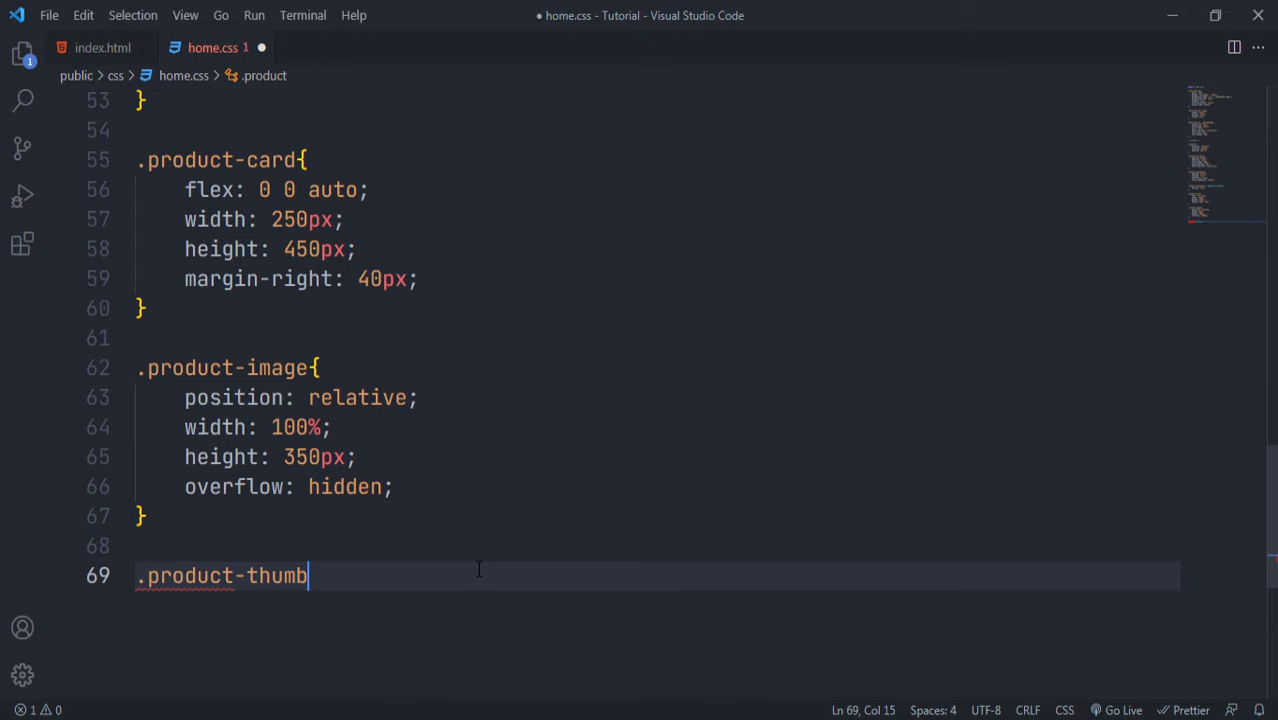 File Edit Selection View Go Run Terminal Help
● home.css - Tutorial - Visual Studio Code
index.html
home.css 1 ●
public > css > home.css > .product
53 }
54
55 .product-card{
56 flex: 0 0 auto;
57 width: 250px;
58 height: 450px;
59 margin-right: 40px;
60 }
61
62 .product-image{
63 position: relative;
64 width: 100%;
65 height: 350px;
66 overflow: hidden;
67 }
68
69 .product-thumb
1
1 0
Ln 69, Col 15 Spaces: 4 UTF-8 CRLF CSS Go Live Prettier